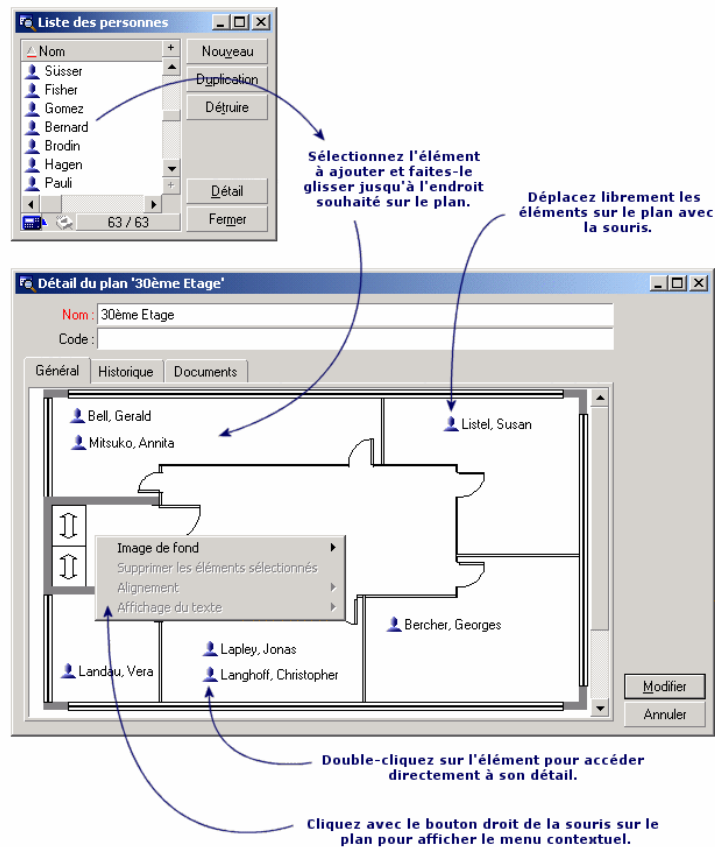 Liste des personnes
Nom
+
Süsser
Fisher
Gomez
Bernard
Brodin
Hagen
Pauli
+
63 / 63
Nouveau
Duplication
Détruire
Détail
Fermer
Sélectionnez l'élément
à ajouter et faites-le
glisser jusqu'à l'endroit
souhaité sur le plan.
Déplacez librement les
éléments sur le plan avec
la souris.
Détail du plan '30ème Etage'
Nom : 30ème Etage
Code :
Général Historique Documents
Bell, Gerald
Mitsuko, Annita
Listel, Susan
Image de fond
Supprimer les éléments sélectionnés
Alignement
Affichage du texte
Bercher, Georges
Lapley, Jonas
Landau, Vera
Langhoff, Christopher
Modifier
Annuler
Double-cliquez sur l'élément pour accéder
directement à son détail.
Cliquez avec le bouton droit de la souris sur le
plan pour afficher le menu contextuel.